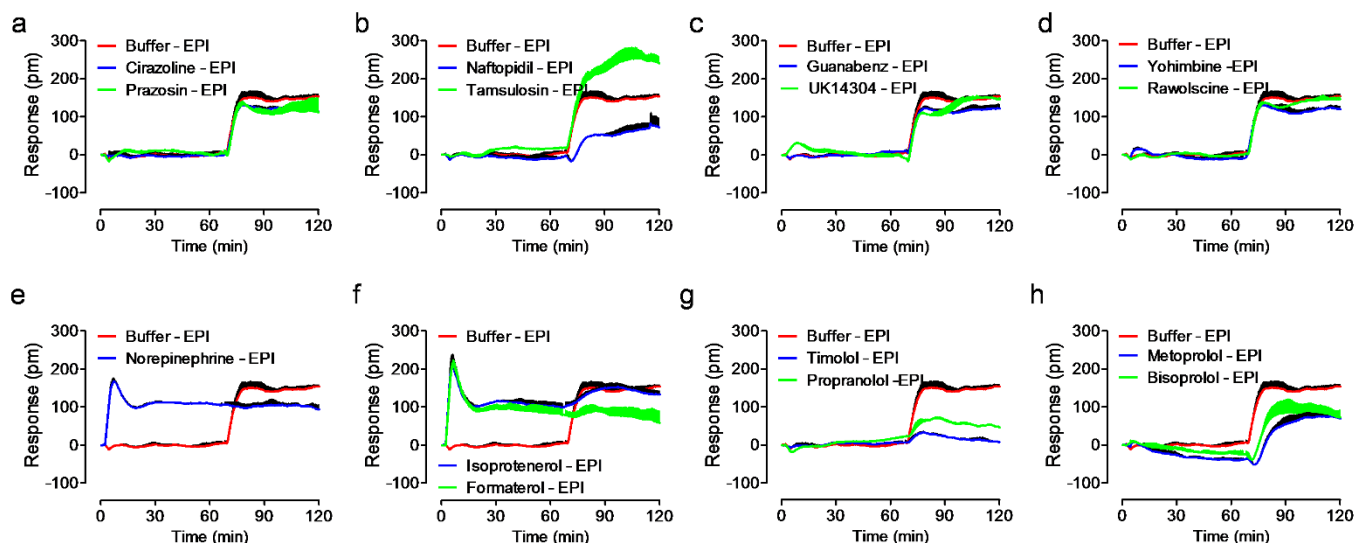 a
Buffer – EPI
Cirazoline – EPI
Prazosin – EPI
Response (pm)
300
200
100
0
-100
0 30 60 90 120
Time (min)
b
Buffer – EPI
Naftopidil – EPI
Tamsulosin – EPI
Response (pm)
300
200
100
0
-100
0 30 60 90 120
Time (min)
c
Buffer – EPI
Guanabenz – EPI
UK14304 – EPI
Response (pm)
300
200
100
0
-100
0 30 60 90 120
Time (min)
d
Buffer – EPI
Yohimbine –EPI
Rawolscine – EPI
Response (pm)
300
200
100
0
-100
0 30 60 90 120
Time (min)
e
Buffer – EPI
Norepinephrine – EPI
Response (pm)
300
200
100
0
-100
0 30 60 90 120
Time (min)
f
Buffer – EPI
Response (pm)
300
200
100
0
-100
Isoprotenerol – EPI
Formaterol – EPI
0 30 60 90 120
Time (min)
g
Buffer – EPI
Timolol – EPI
Propranolol –EPI
Response (pm)
300
200
100
0
-100
0 30 60 90 120
Time (min)
h
Buffer – EPI
Metoprolol – EPI
Bisoprolol – EPI
Response (pm)
300
200
100
0
-100
0 30 60 90 120
Time (min)